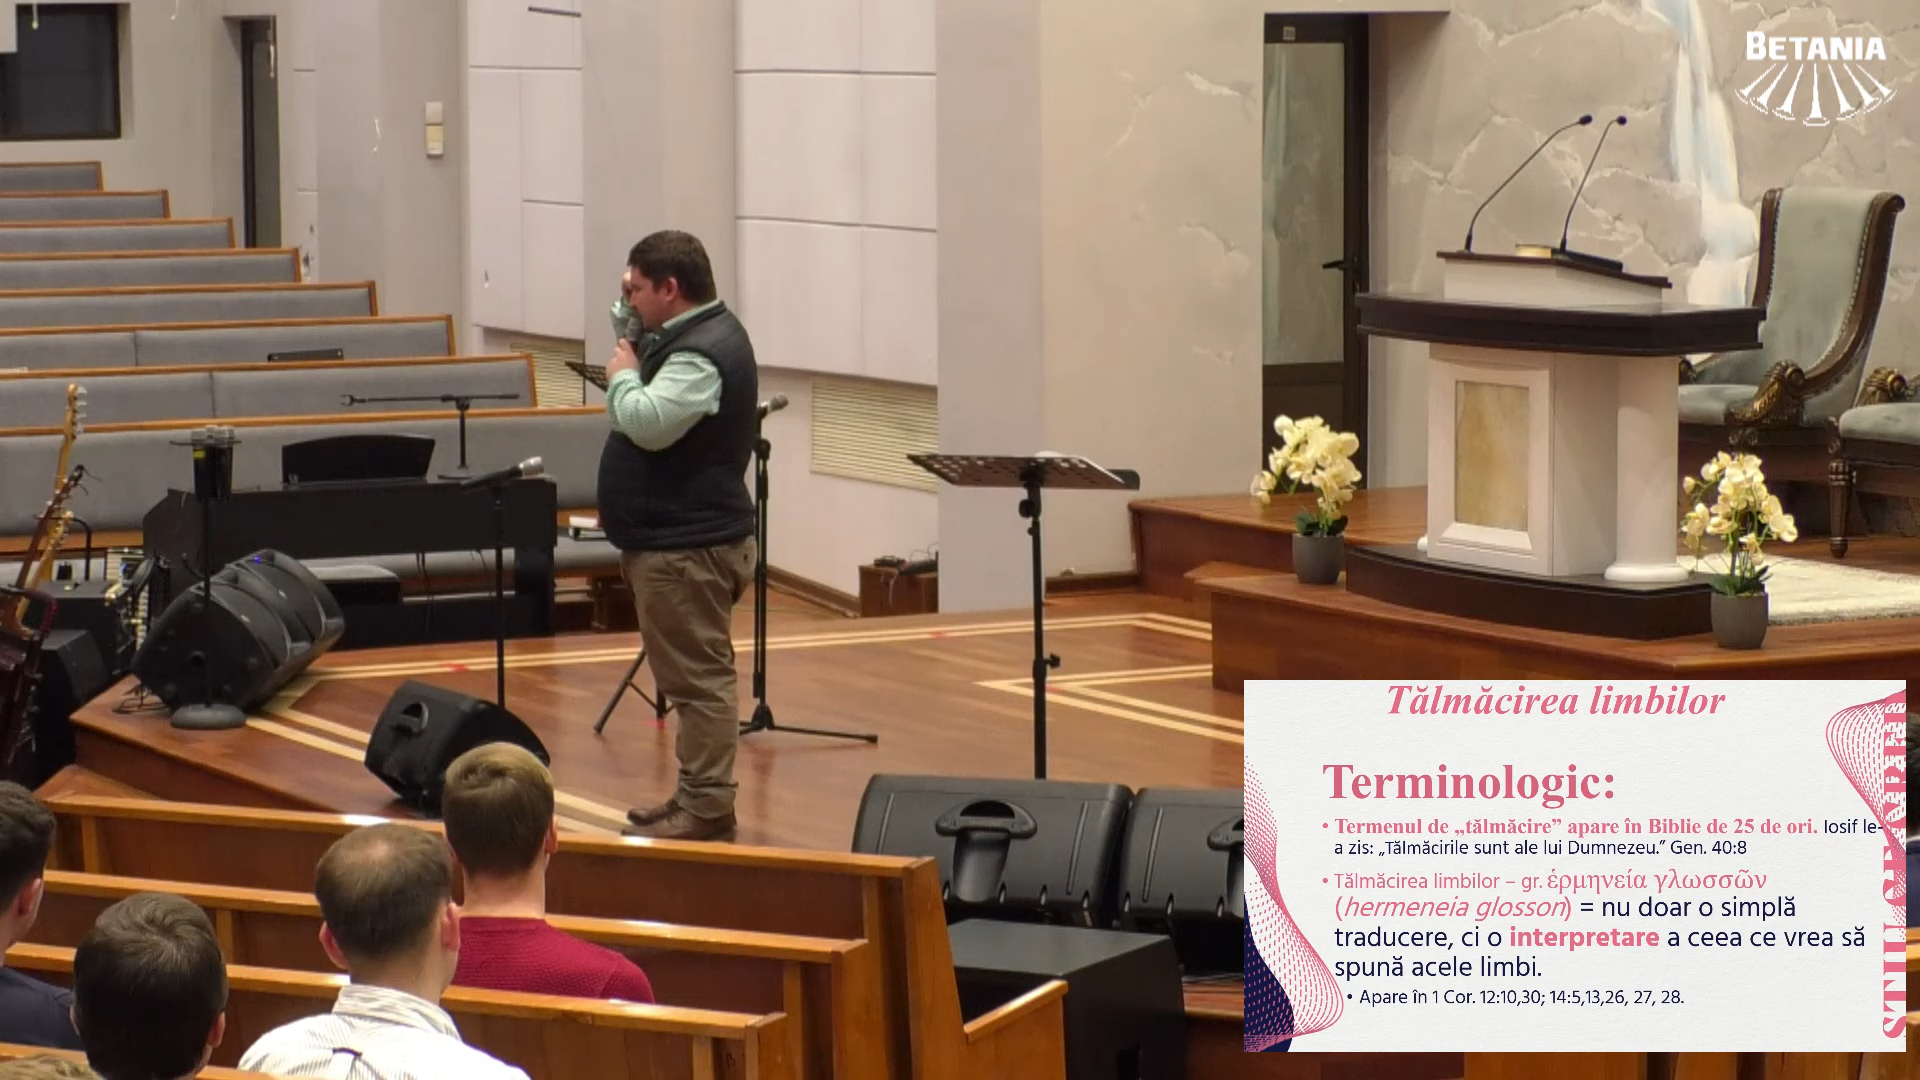 BETANIA
Tălmăcirea limbilor
Terminologic:
• Termenul de „tălmăcire” apare în Biblie de 25 de ori. Iosif le-
a zis: „Tălmăcirile sunt ale lui Dumnezeu.” Gen. 40:8
• Tălmăcirea limbilor – gr. ἑρμηνεία γλωσσῶν
(hermeneia glosson) = nu doar o simplă
traducere, ci o interpretare a ceea ce vrea să
spună acele limbi.
• Apare în 1 Cor. 12:10,30; 14:5,13,26, 27, 28.